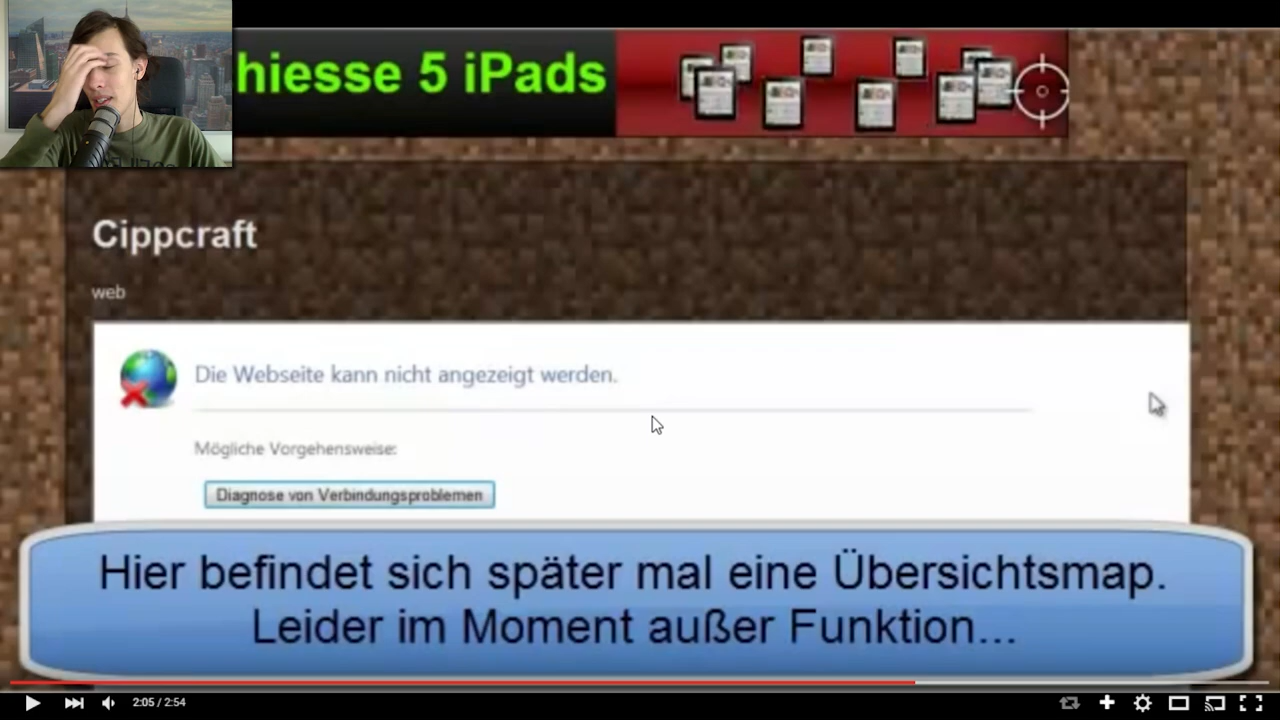 hiesse 5 iPads
Cippcraft
web
Die Webseite kann nicht angezeigt werden.
Mögliche Vorgehensweise:
Diagnose von Verbindungsproblemen
Hier befindet sich später mal eine Übersichtsmap.
Leider im Moment außer Funktion...
2:05 / 2:54